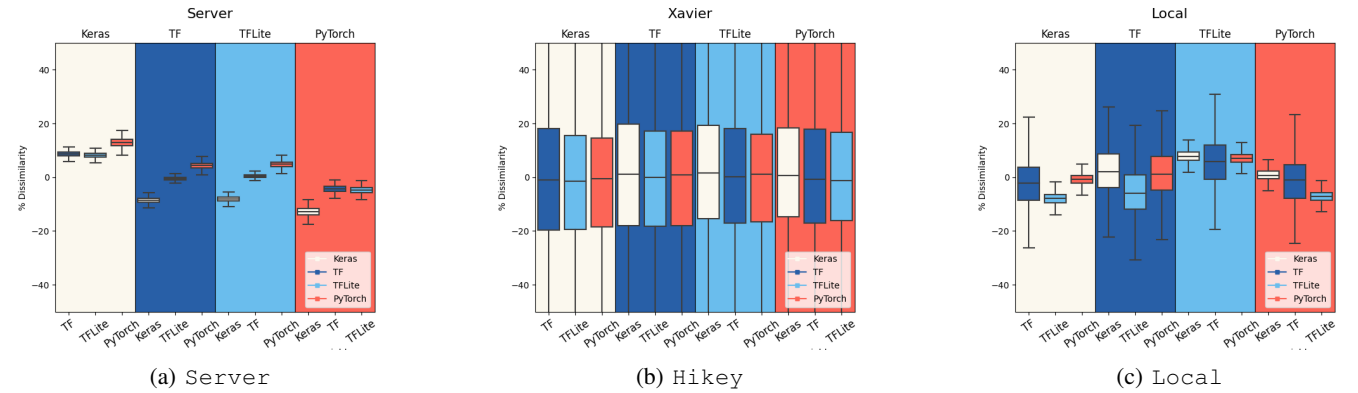 Server
Keras TF TFLite PyTorch
% Dissimilarity
40
20
0
−20
−40
Keras
TF
TFLite
PyTorch
TF TFLite PyTorch Keras TFLite PyTorch Keras TF PyTorch Keras TF TFLite
(a) Server
Xavier
Keras TF TFLite PyTorch
% Dissimilarity
40
20
0
−20
−40
Keras
TF
TFLite
PyTorch
TF TFLite PyTorch Keras TFLite PyTorch Keras TF PyTorch Keras TF TFLite
(b) Hikey
Local
Keras TF TFLite PyTorch
% Dissimilarity
40
20
0
−20
−40
Keras
TF
TFLite
PyTorch
TF TFLite PyTorch Keras TFLite PyTorch Keras TF PyTorch Keras TF TFLite
(c) Local